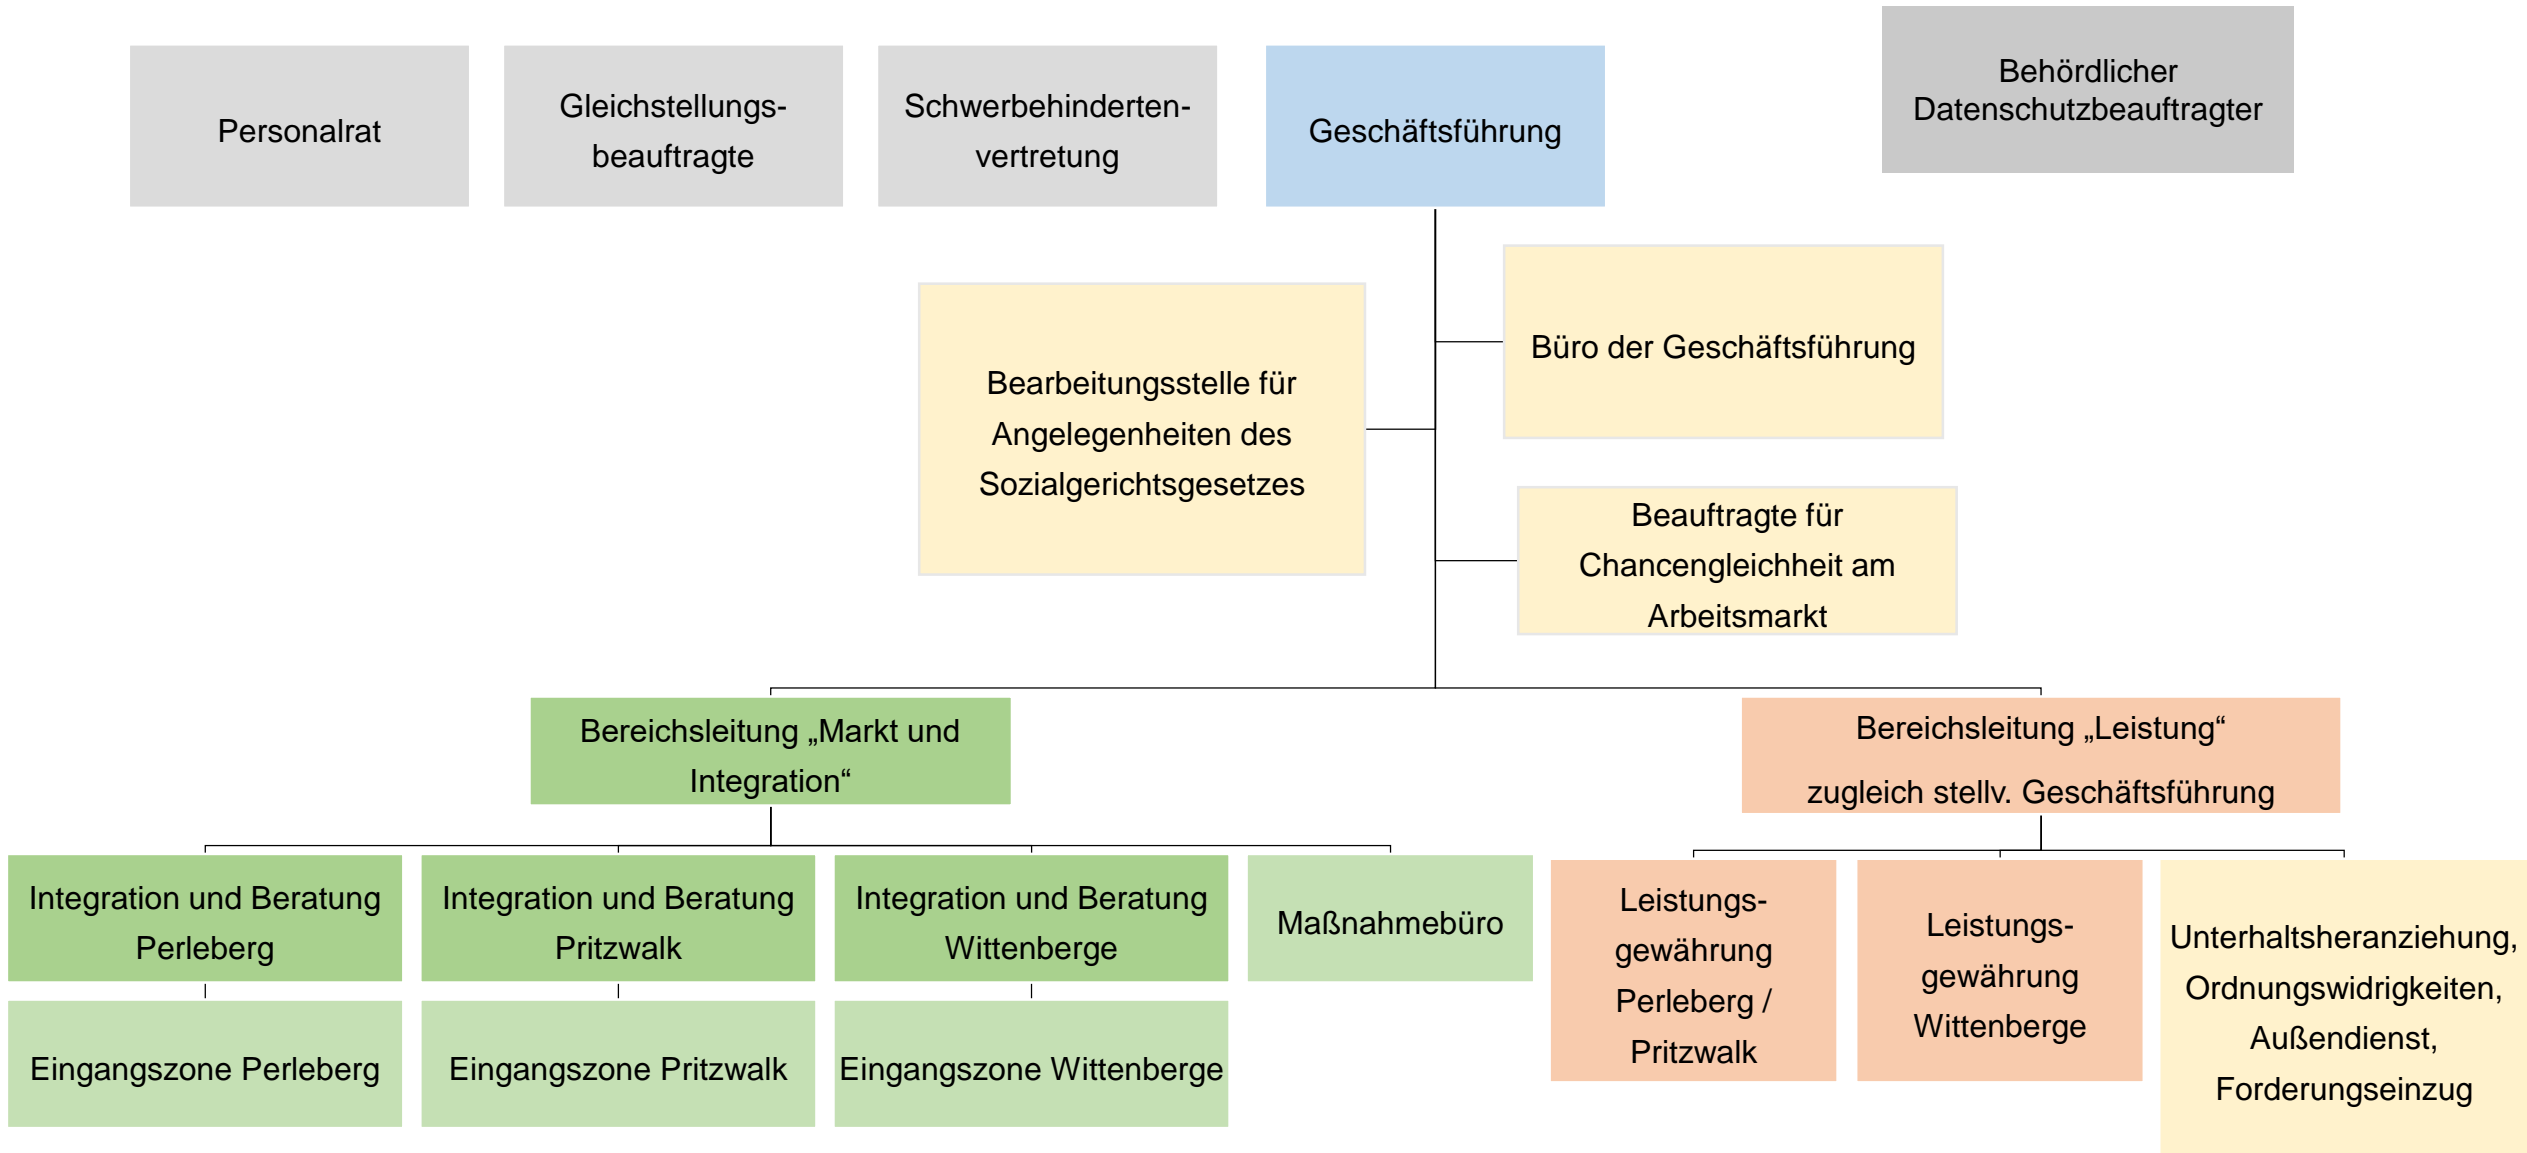 Personalrat
Gleichstellungs-
beauftragte
Schwerbehinderten-
vertretung
Geschäftsführung
Behördlicher
Datenschutzbeauftragter
Büro der Geschäftsführung
Bearbeitungsstelle für
Angelegenheiten des
Sozialgerichtsgesetzes
Beauftragte für
Chancengleichheit am
Arbeitsmarkt
Bereichsleitung „Markt und
Integration“
Bereichsleitung „Leistung“
zugleich stellv. Geschäftsführung
Integration und Beratung
Perleberg
Integration und Beratung
Pritzwalk
Integration und Beratung
Wittenberge
Maßnahmebüro
Leistungs-
gewährung
Perleberg /
Pritzwalk
Leistungs-
gewährung
Wittenberge
Unterhaltsheranziehung,
Ordnungswidrigkeiten,
Außendienst,
Forderungseinzug
Eingangszone Perleberg
Eingangszone Pritzwalk
Eingangszone Wittenberge